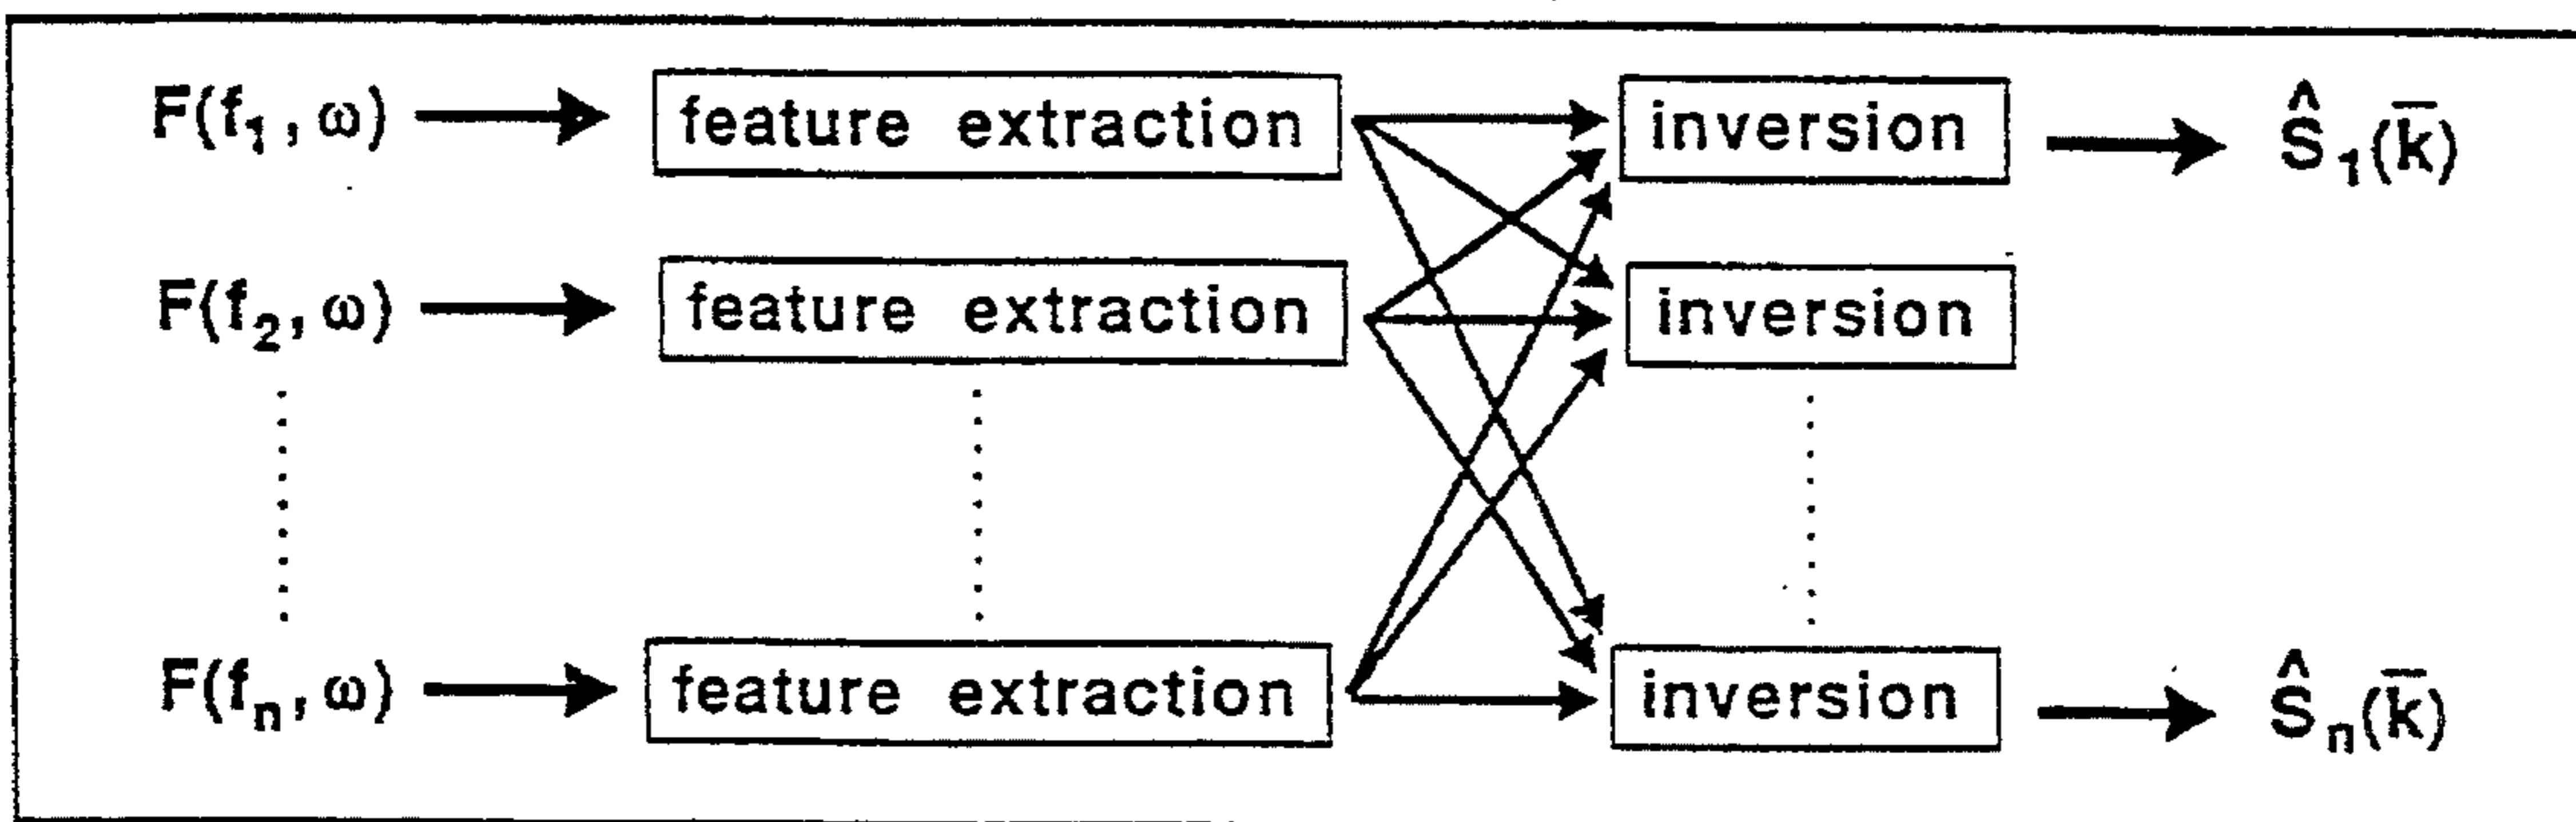 F(f₁, ω) feature extraction inversion Ŝ₁(k̄)
F(f₂, ω) feature extraction inversion
F(fₙ, ω) feature extraction inversion Ŝₙ(k̄)